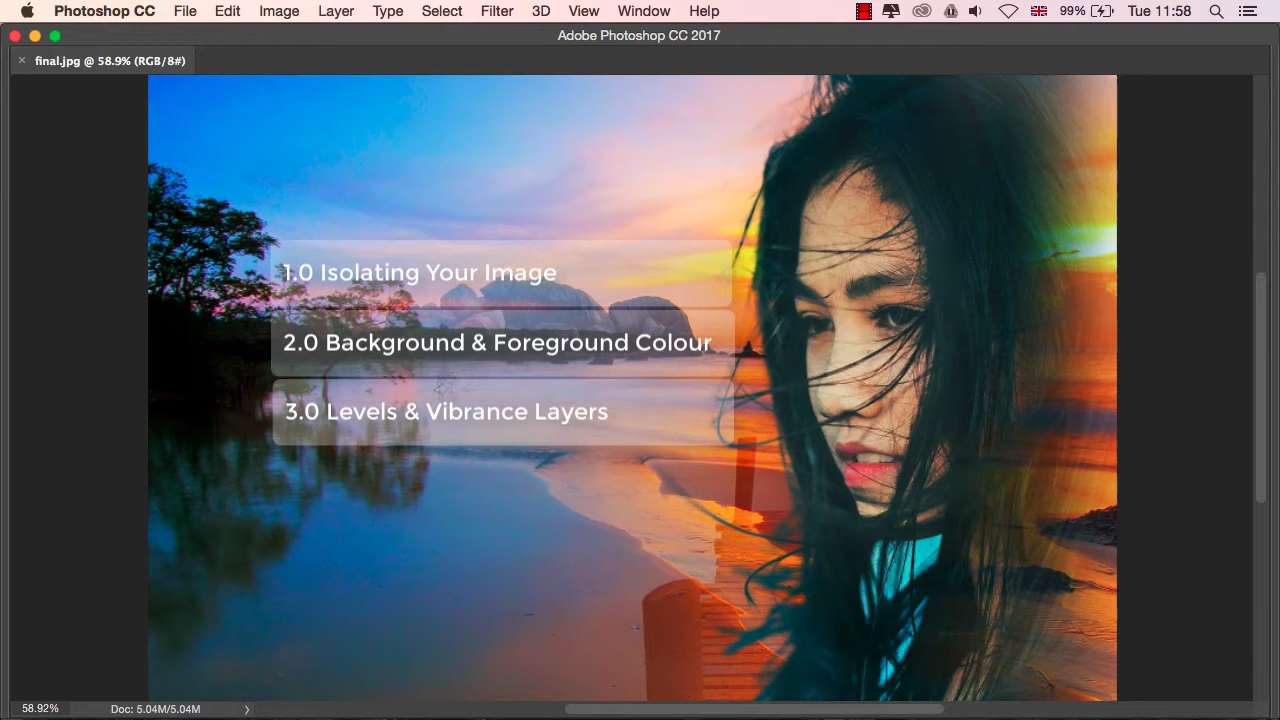 Photoshop CC File Edit Image Layer Type Select Filter 3D View Window Help 99% Tue 11:58
Adobe Photoshop CC 2017
× final.jpg @ 58.9% (RGB/8#)
1.0 Isolating Your Image
2.0 Background & Foreground Colour
3.0 Levels & Vibrance Layers
58.92% Doc: 5.04M/5.04M